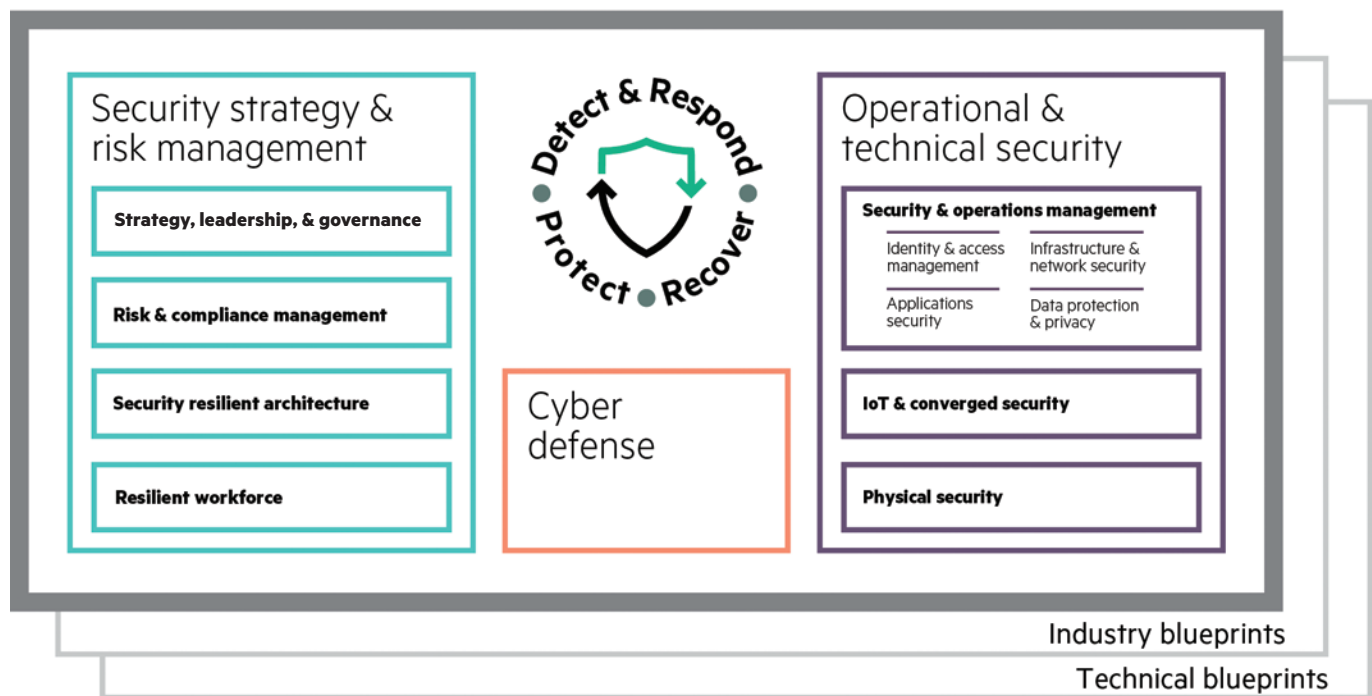 Security strategy &
risk management
Strategy, leadership, & governance
Risk & compliance management
Security resilient architecture
Resilient workforce
Detect & Respond
Protect
Recover
Cyber
defense
Operational &
technical security
Security & operations management
Identity & access
management
Infrastructure &
network security
Applications
security
Data protection
& privacy
IoT & converged security
Physical security
Industry blueprints
Technical blueprints